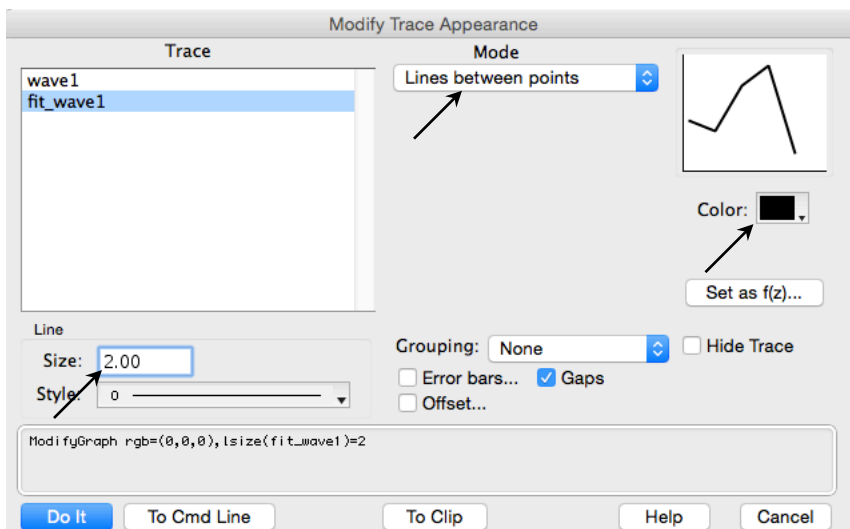 Modify Trace Appearance
Trace
Mode
wave1
fit_wave1
Lines between points
Color:
Set as f(z)...
Line
Size: 2.00
Style: 0
Grouping: None
Hide Trace
Error bars... Gaps
Offset...
ModifyGraph rgb=(0,0,0),lsize(fit_wave1)=2
Do It To Cmd Line To Clip Help Cancel